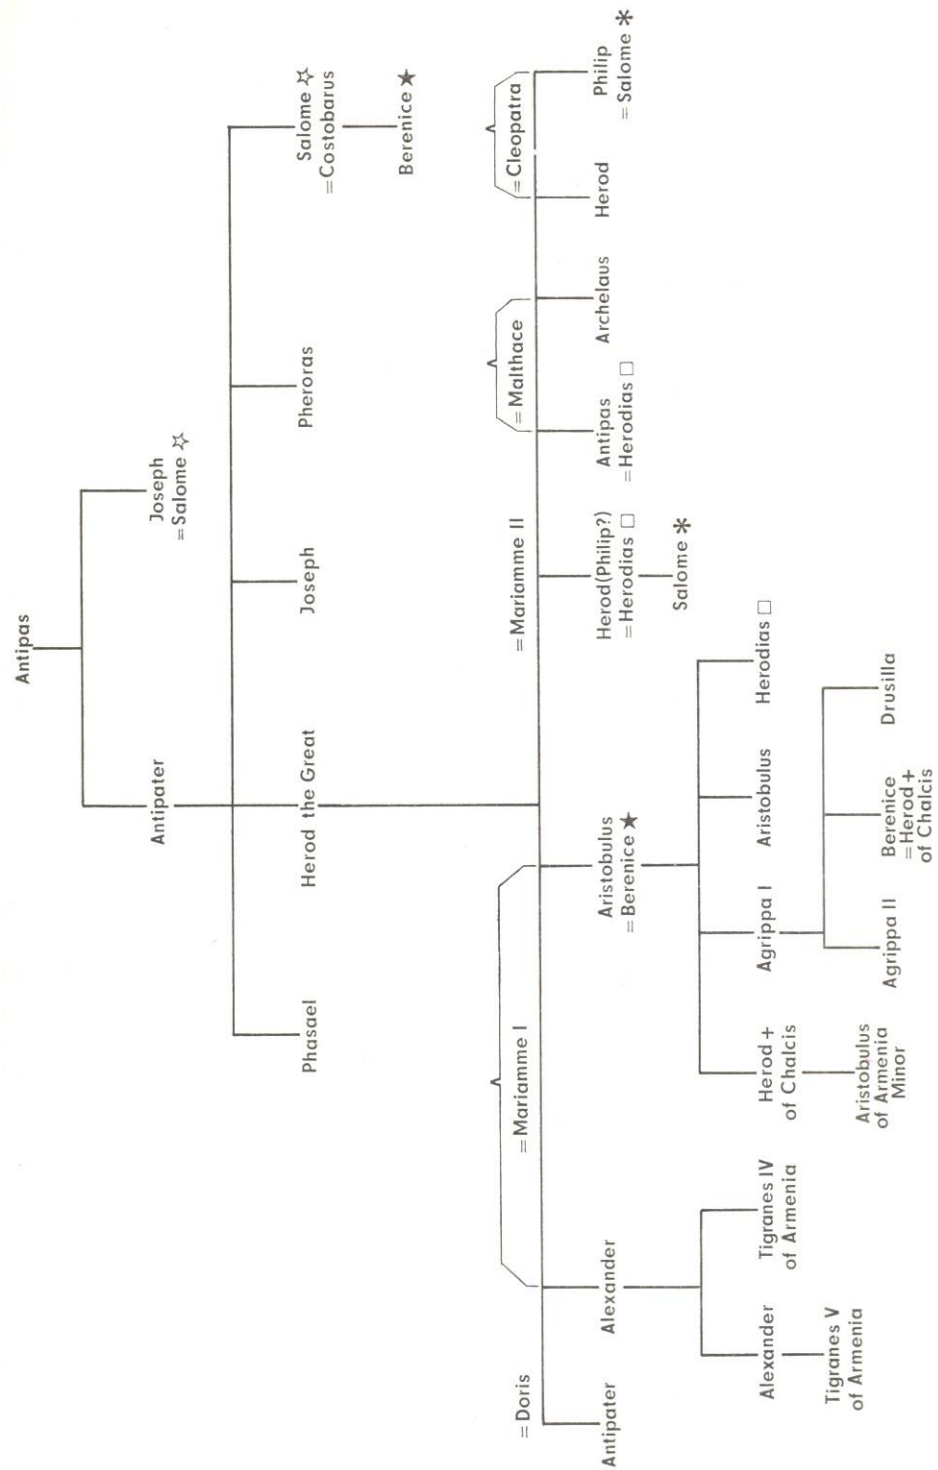 Antipas
Antipater
Joseph
=Salome ☆
Phasael
Herod the Great
Joseph
Pheroras
Salome ☆
=Costobarus
Berenice ★
=Doris
=Mariamme I
=Mariamme II
=Malthace
=Cleopatra
Antipater
Alexander
Aristobulus
=Berenice ★
Herod(Philip?)
=Herodias □
Antipas
=Herodias □
Archelaus
Herod
Philip
=Salome *
Salome *
Alexander
Tigranes IV
of Armenia
Herod +
of Chalcis
Agrippa I
Aristobulus
Herodias □
Tigranes V
of Armenia
Aristobulus
of Armenia
Minor
Agrippa II
Berenice
=Herod+
of Chalcis
Drusilla